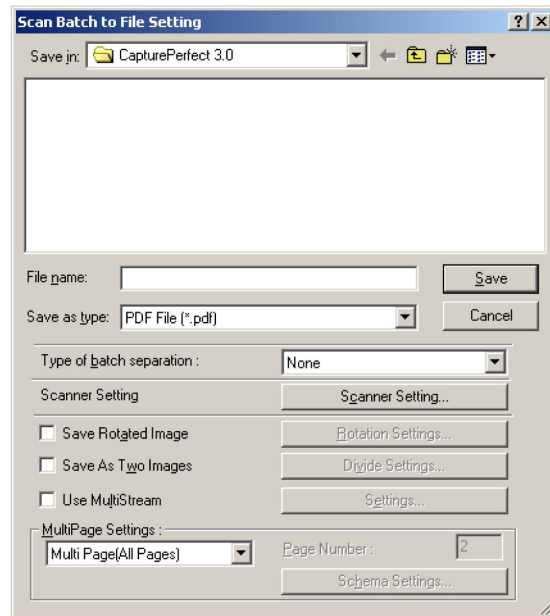 Scan Batch to File Setting
Save in: CapturePerfect 3.0
File name: Save
Save as type: PDF File (*.pdf) Cancel
Type of batch separation : None
Scanner Setting Scanner Setting...
Save Rotated Image Rotation Settings...
Save As Two Images Divide Settings...
Use MultiStream Settings...
MultiPage Settings :
Multi Page(All Pages) Page Number : 2
Schema Settings...